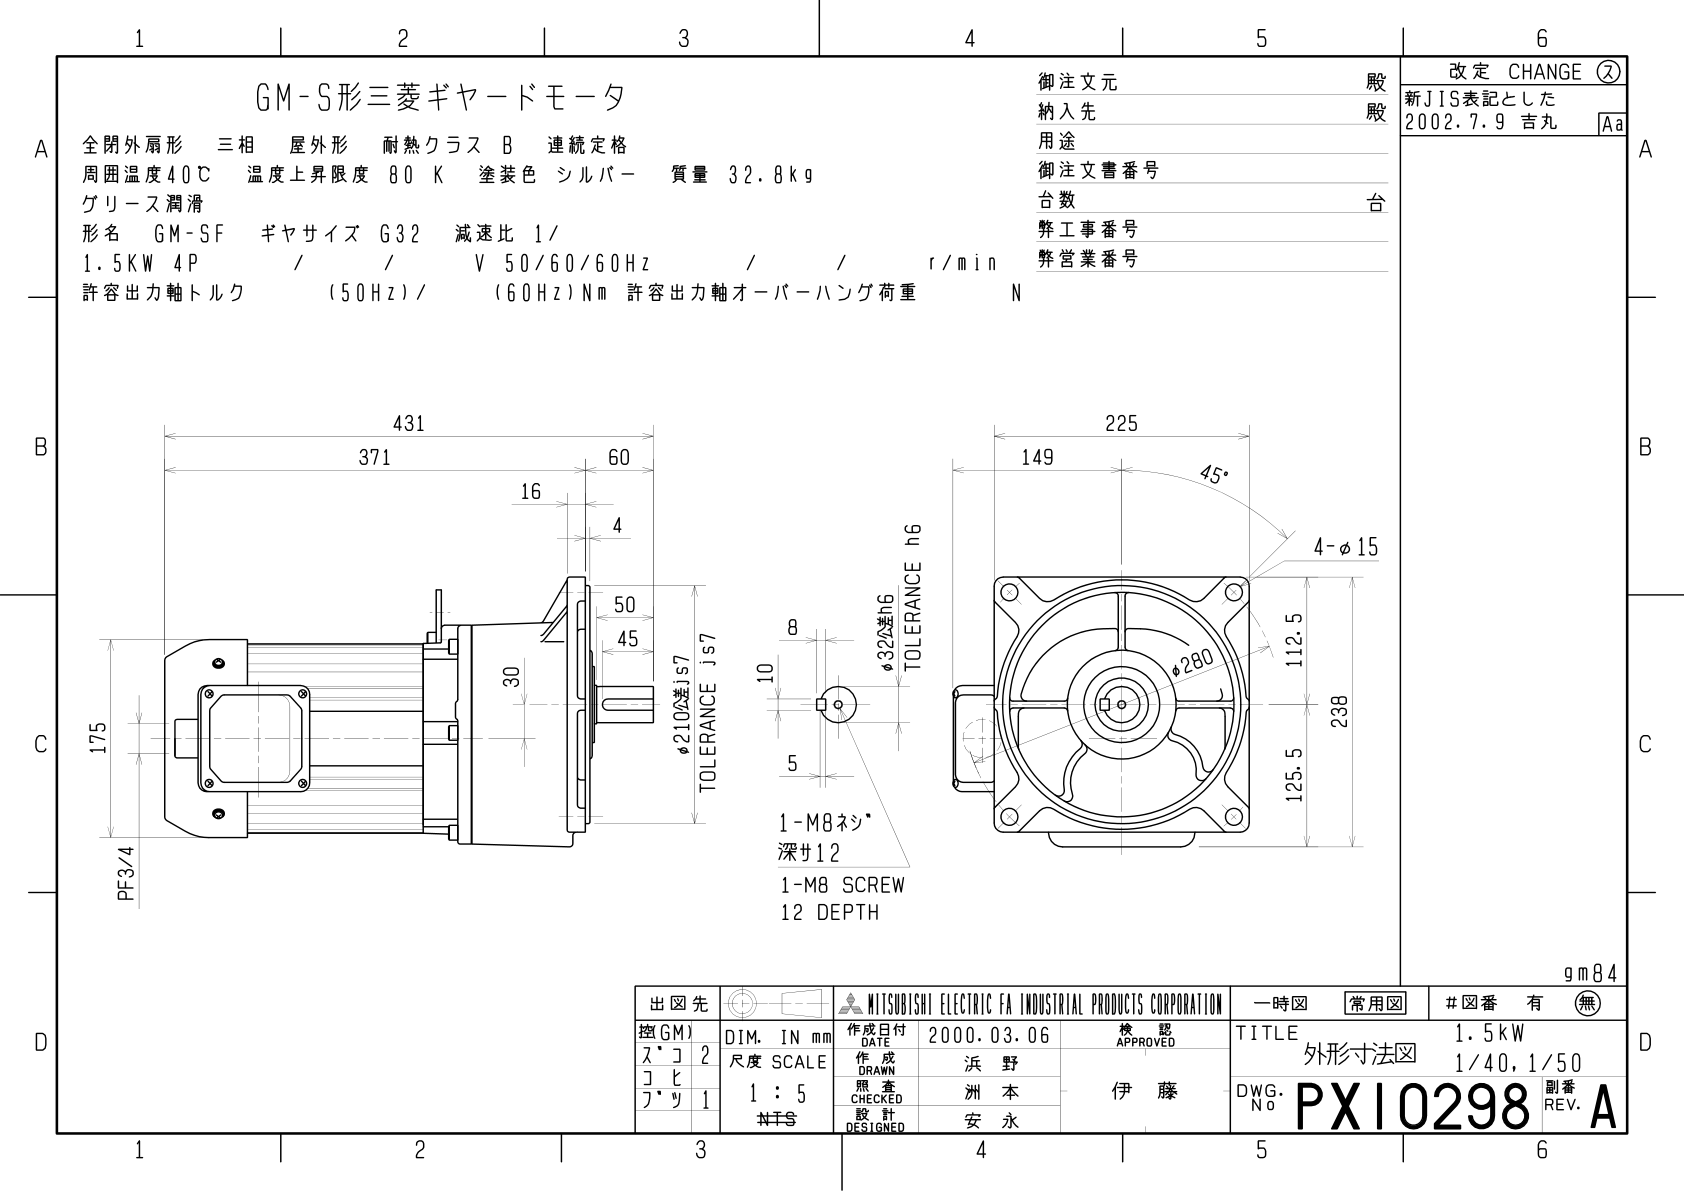 1 2 3 4 5 6
改定 CHANGE ス
新JIS表記とした
2002.7.9 吉丸 Aa
GM-S形三菱ギヤードモータ
全閉外扇形 三相 屋外形 耐熱クラス B 連続定格
周囲温度40℃ 温度上昇限度 80 K 塗装色 シルバー 質量 32.8kg
グリース潤滑
形名 GM-SF ギヤサイズ G32 減速比 1/
1.5KW 4P / / V 50/60/60Hz / / r/min
許容出力軸トルク (50Hz)/ (60Hz)Nm 許容出力軸オーバーハング荷重 N
御注文元 殿
納入先 殿
用途
御注文書番号
台数 台
弊工事番号
弊営業番号
A A
B B
C C
D D
431
371 60
16
4
50
45
30
175
PF3/4
φ210公差js7
TOLERANCE js7
8
10
5
φ32公差h6
TOLERANCE h6
1-M8ネジ
深サ12
1-M8 SCREW
12 DEPTH
225
149
45°
4-φ15
φ280
112.5
238
125.5
gm84
出図先
控(GM)
ズコ 2
コヒ
ブツ 1
DIM. IN mm
尺度 SCALE
1 : 5
NTS
MITSUBISHI ELECTRIC FA INDUSTRIAL PRODUCTS CORPORATION
作成日付 DATE 2000.03.06
作成 DRAWN 浜野
照査 CHECKED 洲本
設計 DESIGNED 安永
検認 APPROVED
伊藤
一時図 常用図 #図番 有 無
TITLE 1.5kW
外形寸法図 1/40,1/50
DWG. No PX10298 副番 REV. A
1 2 3 4 5 6